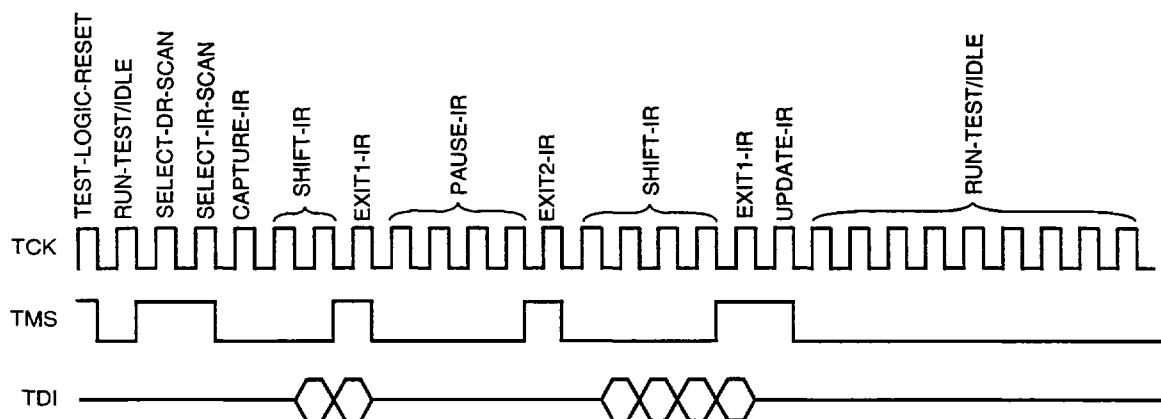 TEST-LOGIC-RESET
RUN-TEST/IDLE
SELECT-DR-SCAN
SELECT-IR-SCAN
CAPTURE-IR
SHIFT-IR
EXIT1-IR
PAUSE-IR
EXIT2-IR
SHIFT-IR
EXIT1-IR
UPDATE-IR
RUN-TEST/IDLE
TCK
TMS
TDI